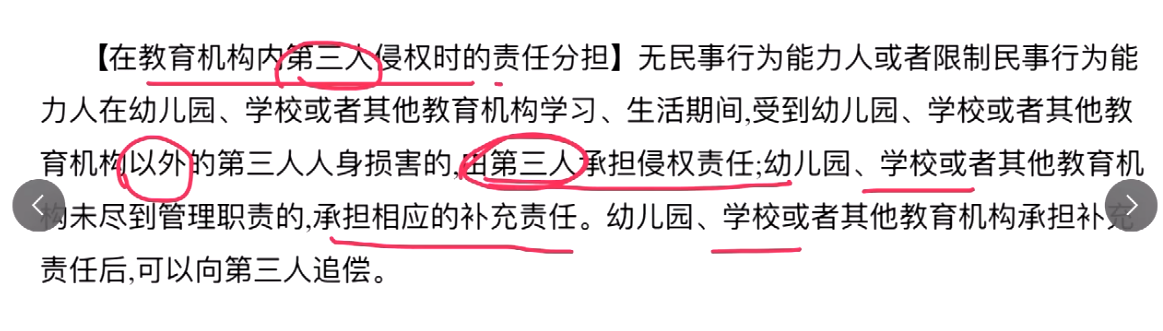 【在教育机构内第三人侵权时的责任分担】无民事行为能力人或者限制民事行为能
力人在幼儿园、学校或者其他教育机构学习、生活期间,受到幼儿园、学校或者其他教
育机构以外的第三人人身损害的,由第三人承担侵权责任;幼儿园、学校或者其他教育机
构未尽到管理职责的,承担相应的补充责任。幼儿园、学校或者其他教育机构承担补充
责任后,可以向第三人追偿。